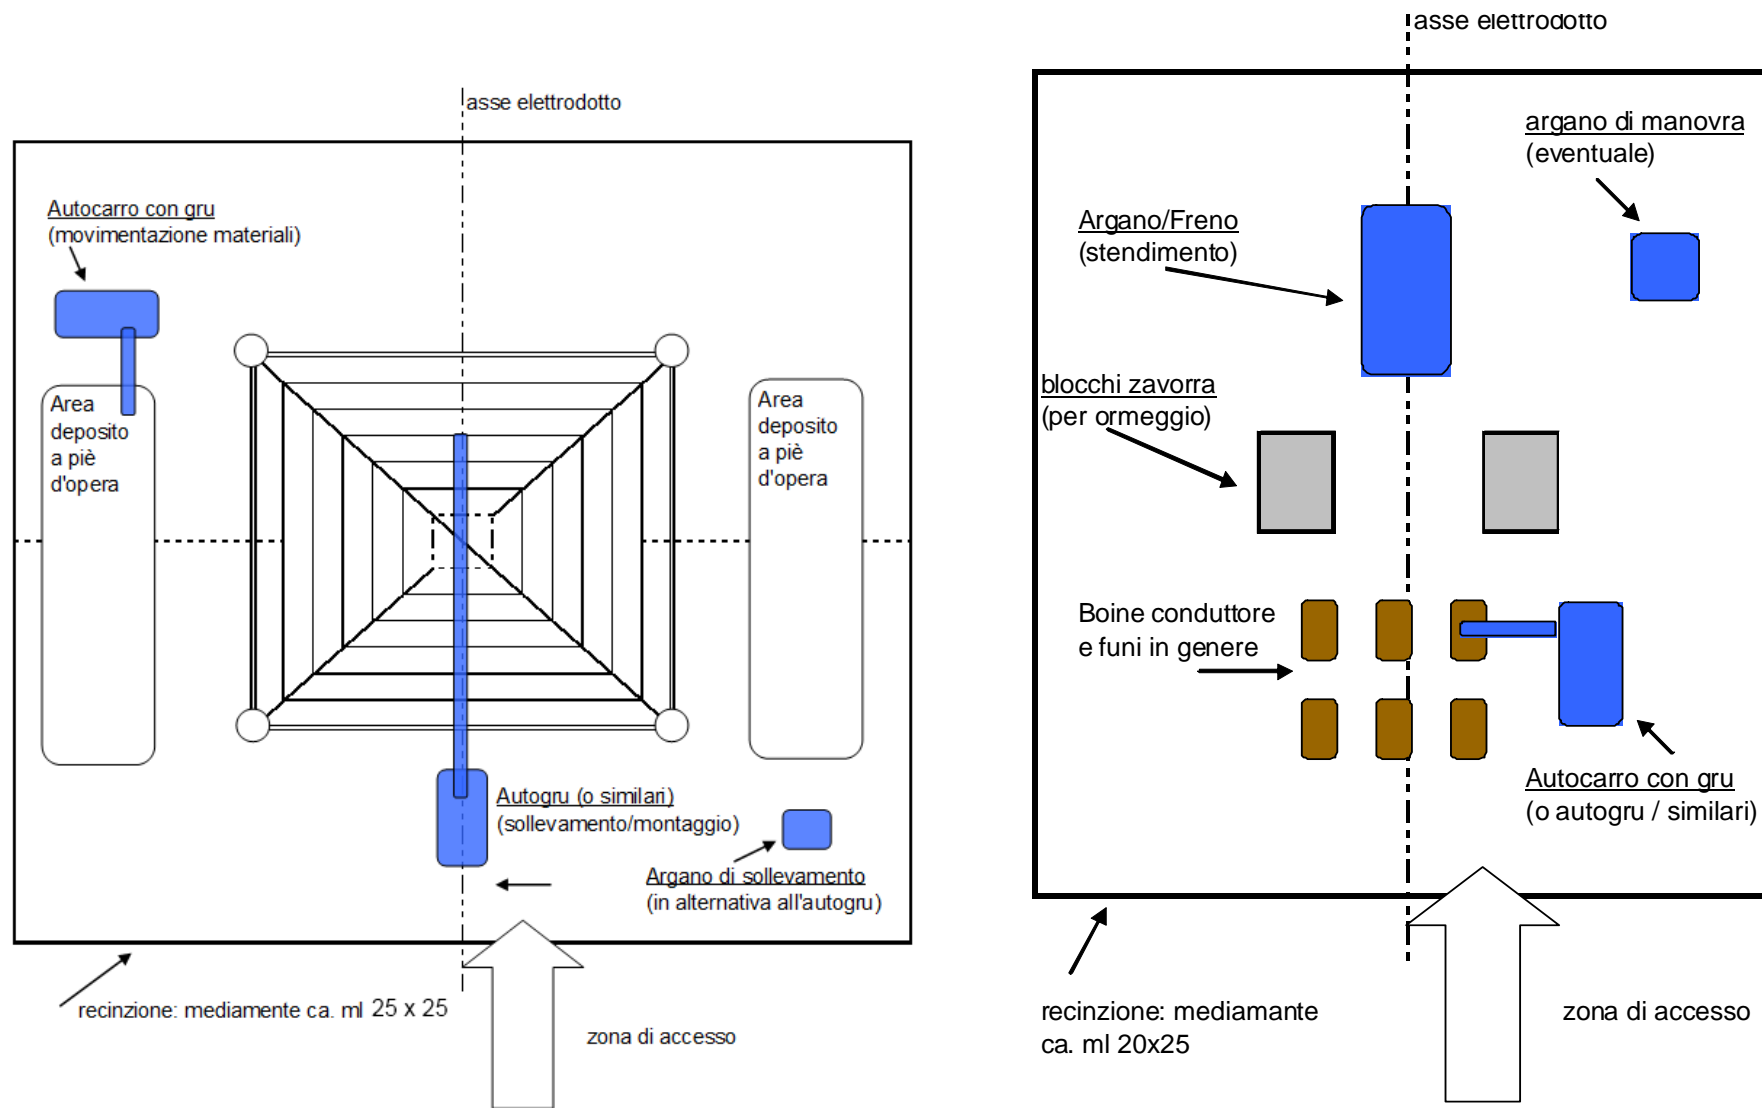 asse elettrodotto
Autocarro con gru
(movimentazione materiali)
Area
deposito
a piè
d'opera
Area
deposito
a piè
d'opera
Autogru (o similari)
(sollevamento/montaggio)
Argano di sollevamento
(in alternativa all'autogru)
recinzione: mediamente ca. ml 25 x 25
zona di accesso
asse elettrodotto
argano di manovra
(eventuale)
Argano/Freno
(stendimento)
blocchi zavorra
(per ormeggio)
Boine conduttore
e funi in genere
Autocarro con gru
(o autogru / similari)
recinzione: mediamante
ca. ml 20x25
zona di accesso